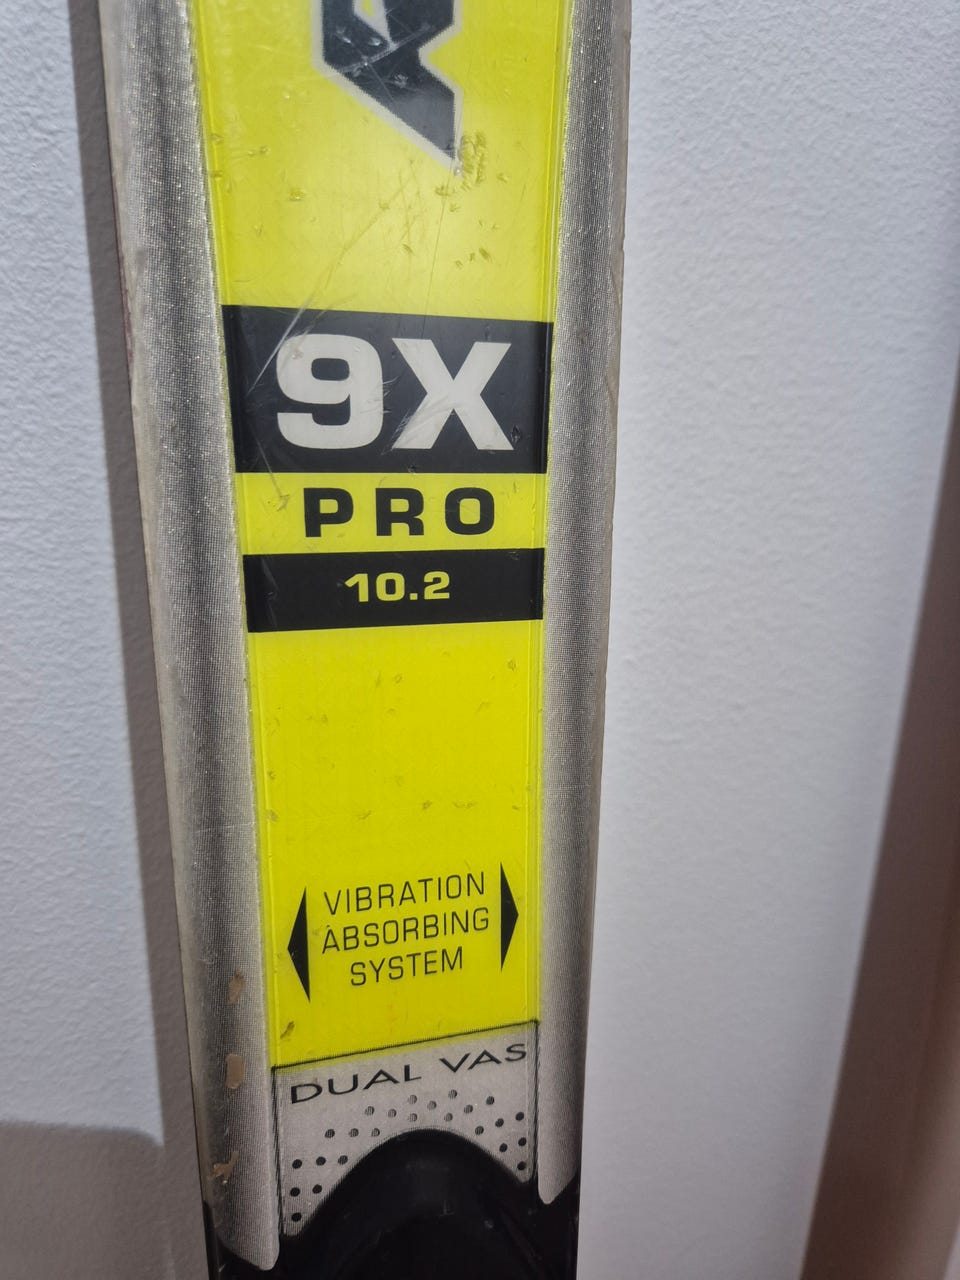 9X
PRO
10.2
VIBRATION
ABSORBING
SYSTEM
DUAL VAS